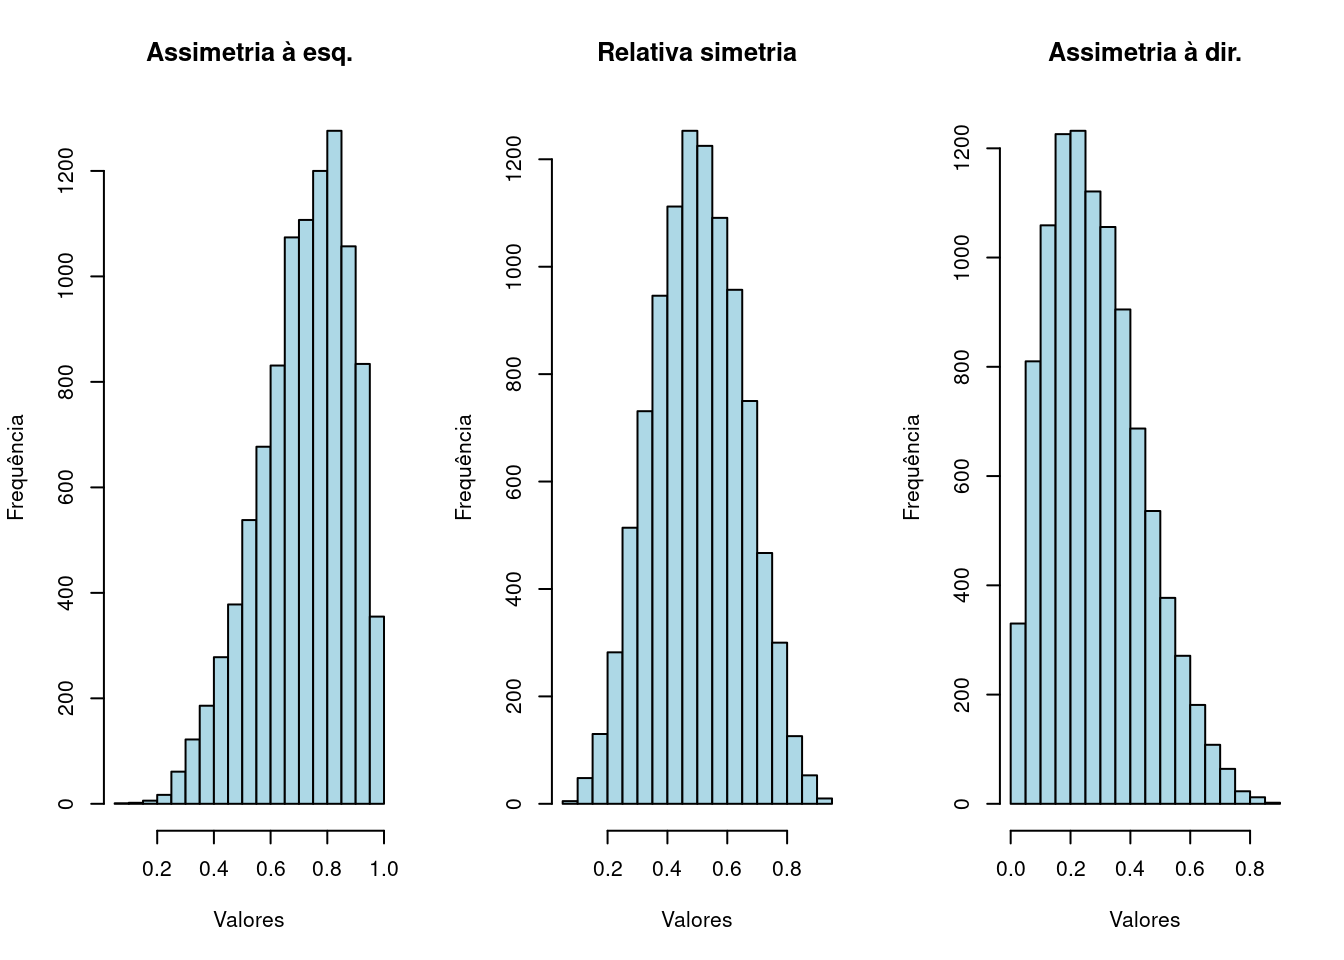 Assimetria à esq.
Frequência
1200
1000
800
600
400
200
0
0.2 0.4 0.6 0.8 1.0
Valores
Relativa simetria
Frequência
1200
1000
800
600
400
200
0
0.2 0.4 0.6 0.8
Valores
Assimetria à dir.
Frequência
1200
1000
800
600
400
200
0
0.0 0.2 0.4 0.6 0.8
Valores